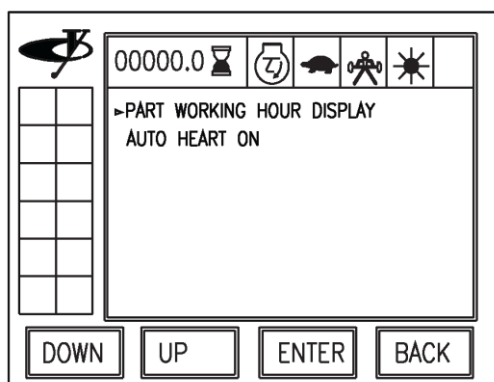 00000.0
►PART WORKING HOUR DISPLAY
AUTO HEART ON
DOWN
UP
ENTER
BACK